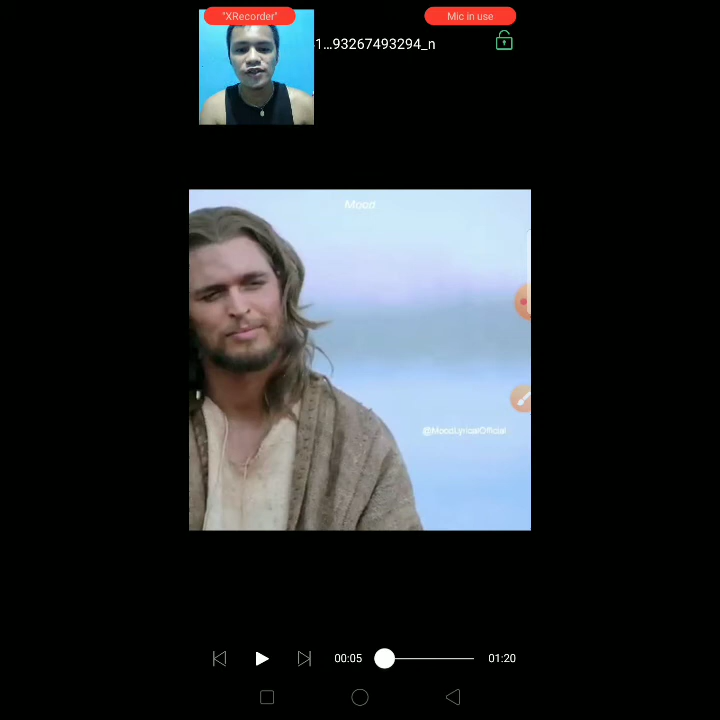 "XRecorder"
Mic in use
1...93267493294_n
Mood
@MoodLyricsOfficial
00:05
01:20